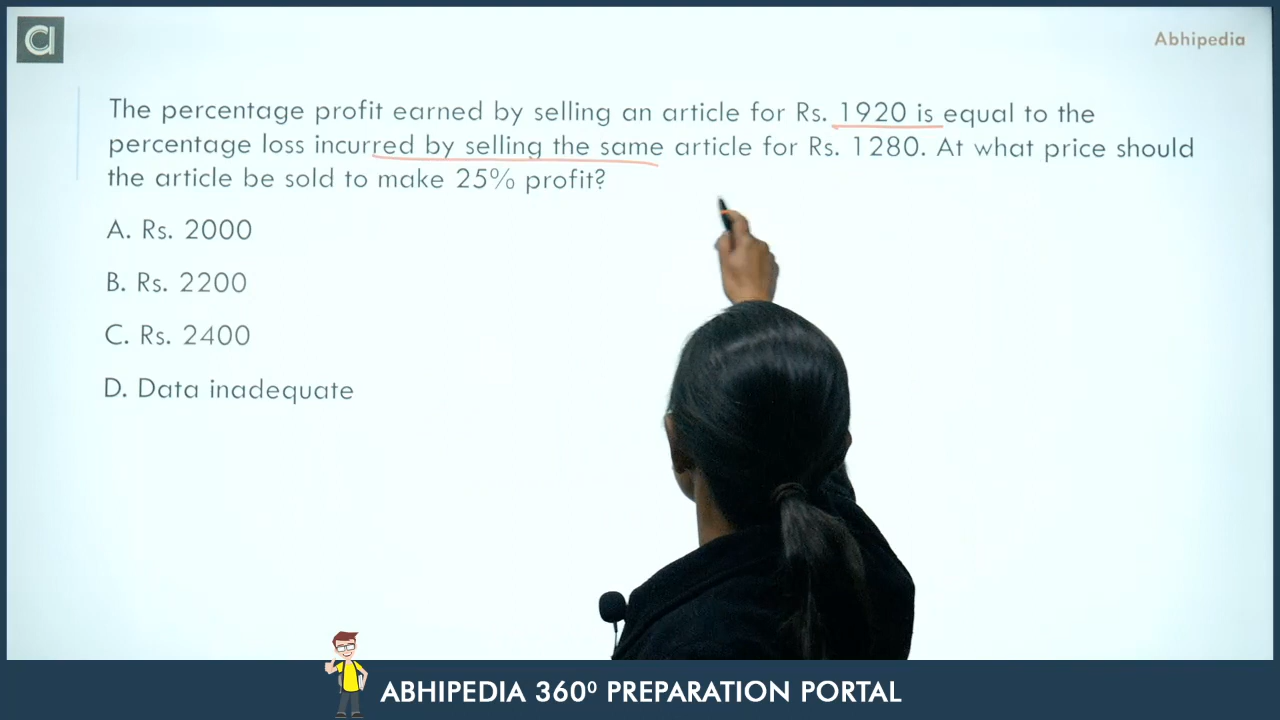 Abhipedia
The percentage profit earned by selling an article for Rs. 1920 is equal to the
percentage loss incurred by selling the same article for Rs. 1280. At what price should
the article be sold to make 25% profit?
A. Rs. 2000
B. Rs. 2200
C. Rs. 2400
D. Data inadequate
ABHIPEDIA 360⁰ PREPARATION PORTAL